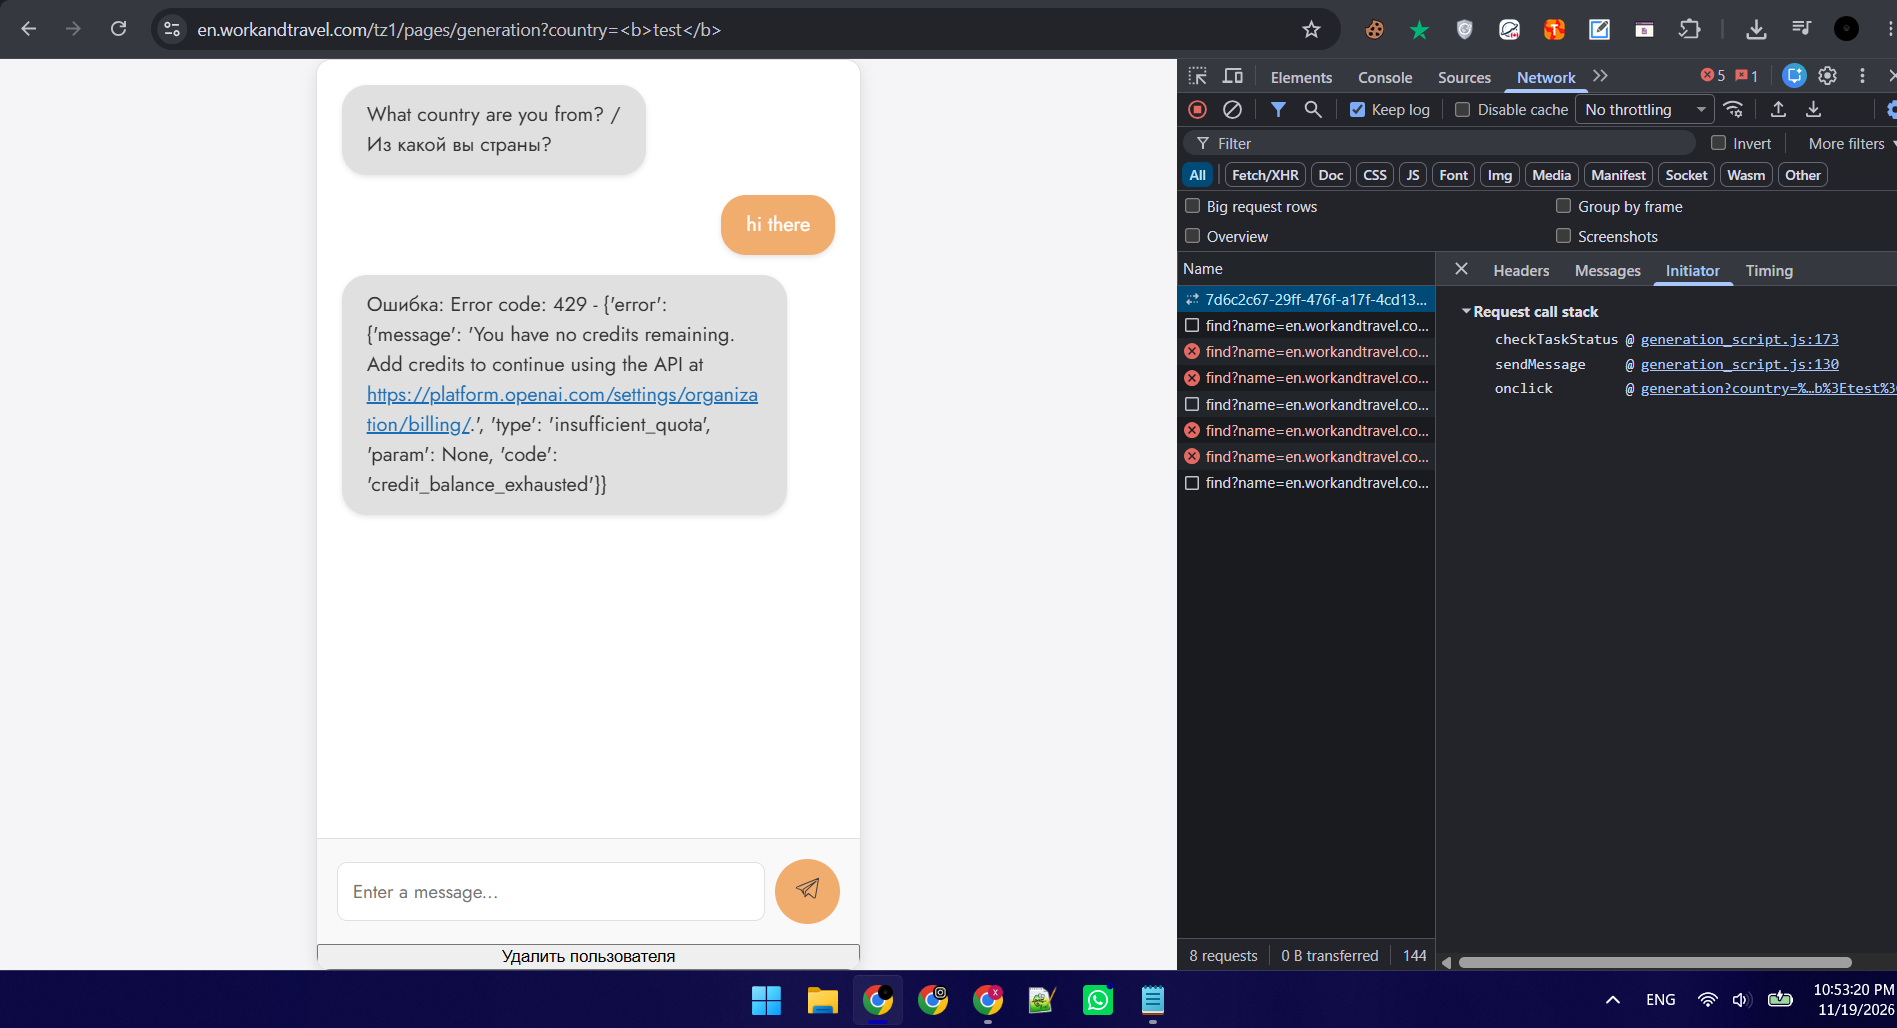 en.workandtravel.com/tz1/pages/generation?country=<b>test</b>
What country are you from? /
Из какой вы страны?
hi there
Ошибка: Error code: 429 - {'error':
{'message': 'You have no credits remaining.
Add credits to continue using the API at
https://platform.openai.com/settings/organiza
tion/billing/.', 'type': 'insufficient_quota',
'param': None, 'code':
'credit_balance_exhausted'}}
Enter a message...
Удалить пользователя
Elements Console Sources Network 5 1
Keep log Disable cache No throttling
Filter Invert More filters
All Fetch/XHR Doc CSS JS Font Img Media Manifest Socket Wasm Other
Big request rows Group by frame
Overview Screenshots
Name
7d6c2c67-29ff-476f-a17f-4cd13...
find?name=en.workandtravel.co...
find?name=en.workandtravel.co...
find?name=en.workandtravel.co...
find?name=en.workandtravel.co...
find?name=en.workandtravel.co...
find?name=en.workandtravel.co...
find?name=en.workandtravel.co...
Headers Messages Initiator Timing
Request call stack
checkTaskStatus @ generation_script.js:173
sendMessage @ generation_script.js:130
onclick @ generation?country=%…b%3Etest%3
8 requests 0 B transferred 144
ENG
10:53:20 PM
11/19/2026